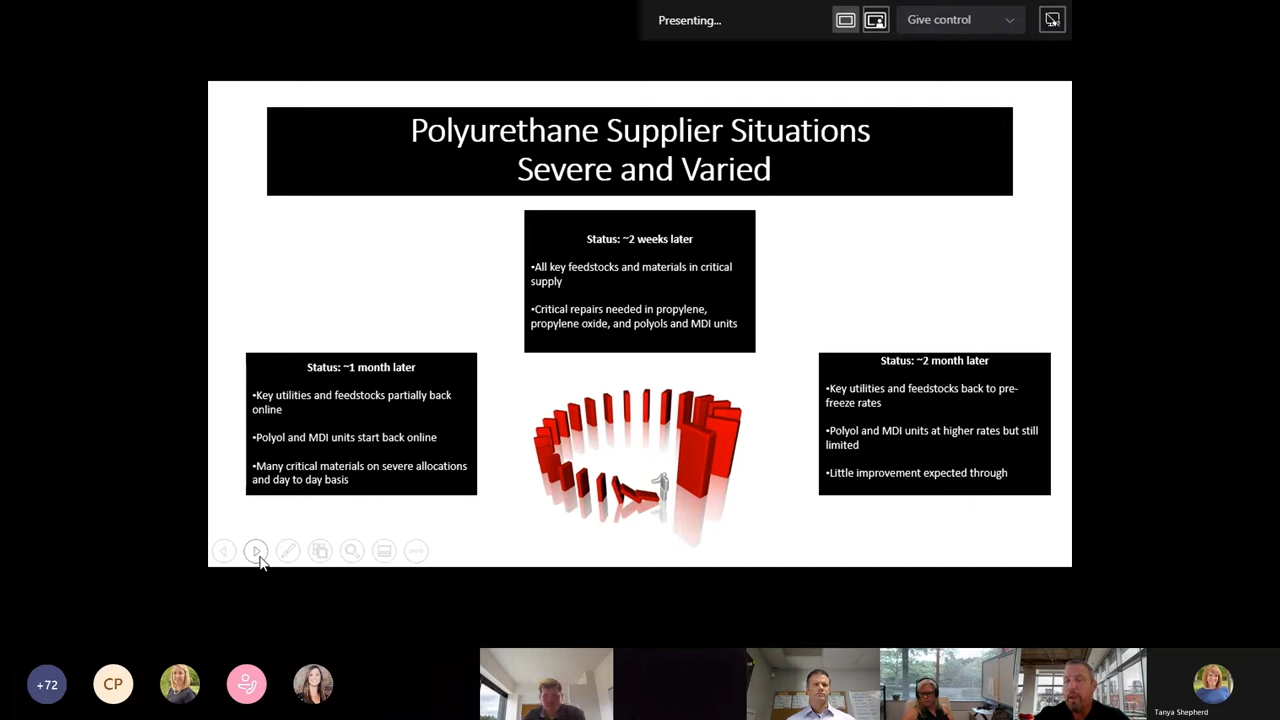 Presenting...
Give control
Polyurethane Supplier Situations
Severe and Varied
Status: ~2 weeks later
•All key feedstocks and materials in critical
supply
•Critical repairs needed in propylene,
propylene oxide, and polyols and MDI units
Status: ~1 month later
•Key utilities and feedstocks partially back
online
•Polyol and MDI units start back online
•Many critical materials on severe allocations
and day to day basis
Status: ~2 month later
•Key utilities and feedstocks back to pre-
freeze rates
•Polyol and MDI units at higher rates but still
limited
•Little improvement expected through
+72
CP
Tanya Shepherd